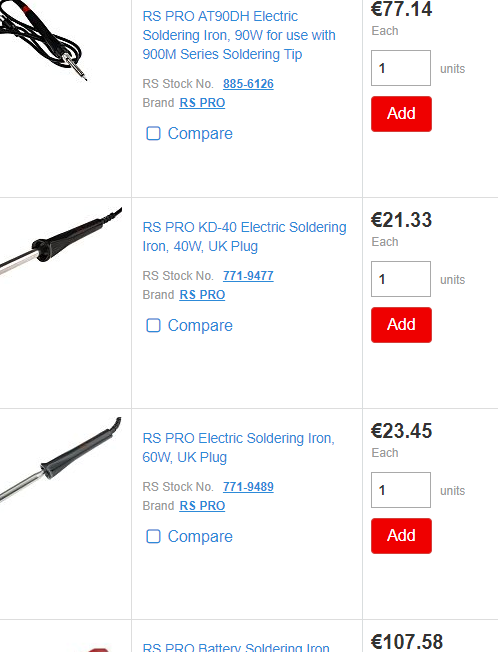 RS PRO AT90DH Electric
Soldering Iron, 90W for use with
900M Series Soldering Tip
RS Stock No. 885-6126
Brand RS PRO
Compare
€77.14
Each
1 units
Add
RS PRO KD-40 Electric Soldering
Iron, 40W, UK Plug
RS Stock No. 771-9477
Brand RS PRO
Compare
€21.33
Each
1 units
Add
RS PRO Electric Soldering Iron,
60W, UK Plug
RS Stock No. 771-9489
Brand RS PRO
Compare
€23.45
Each
1 units
Add
RS PRO Battery Soldering Iron
€107.58